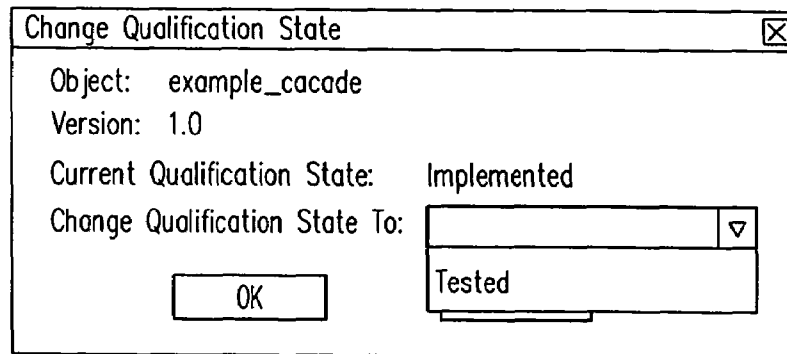 Change Qualification State
Object: example_cacade
Version: 1.0
Current Qualification State: Implemented
Change Qualification State To:
Tested
OK